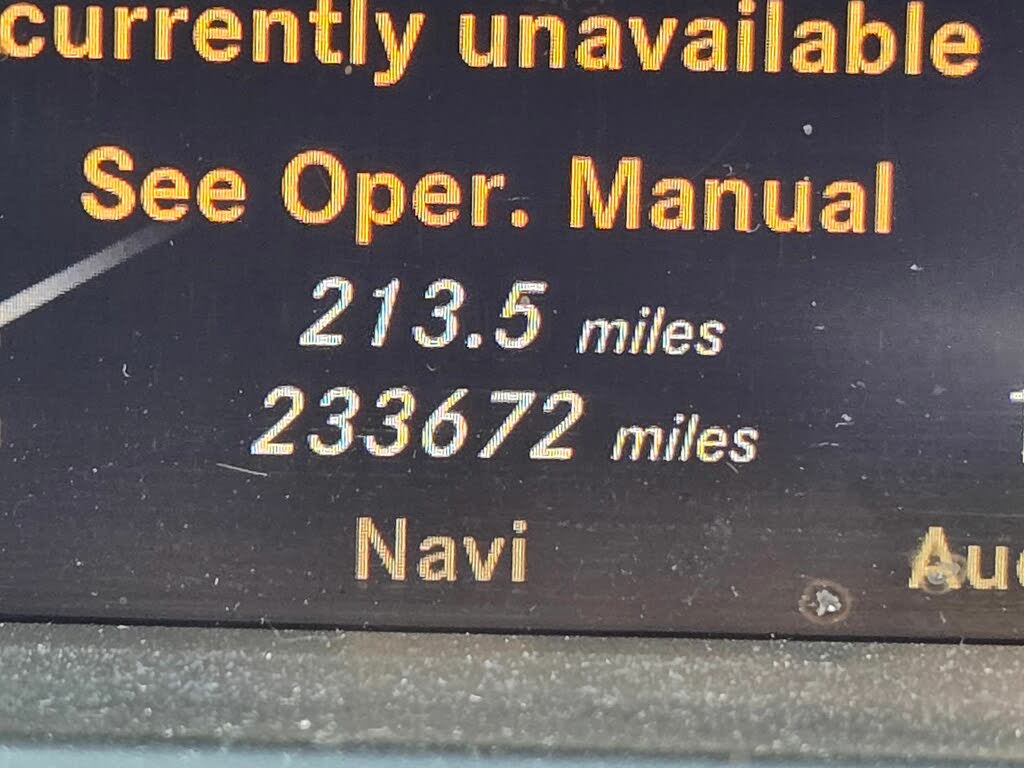 currently unavailable
See Oper. Manual
213.5 miles
233672 miles
Navi